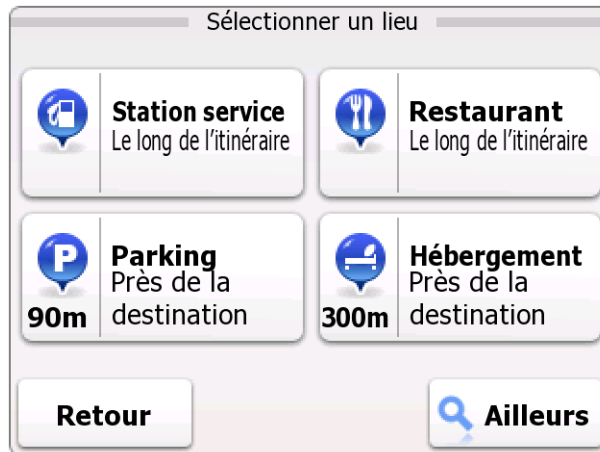 Sélectionner un lieu
Station service
Le long de l'itinéraire
Restaurant
Le long de l'itinéraire
P
90m
Parking
Près de la
destination
300m
Hébergement
Près de la
destination
Retour
Ailleurs